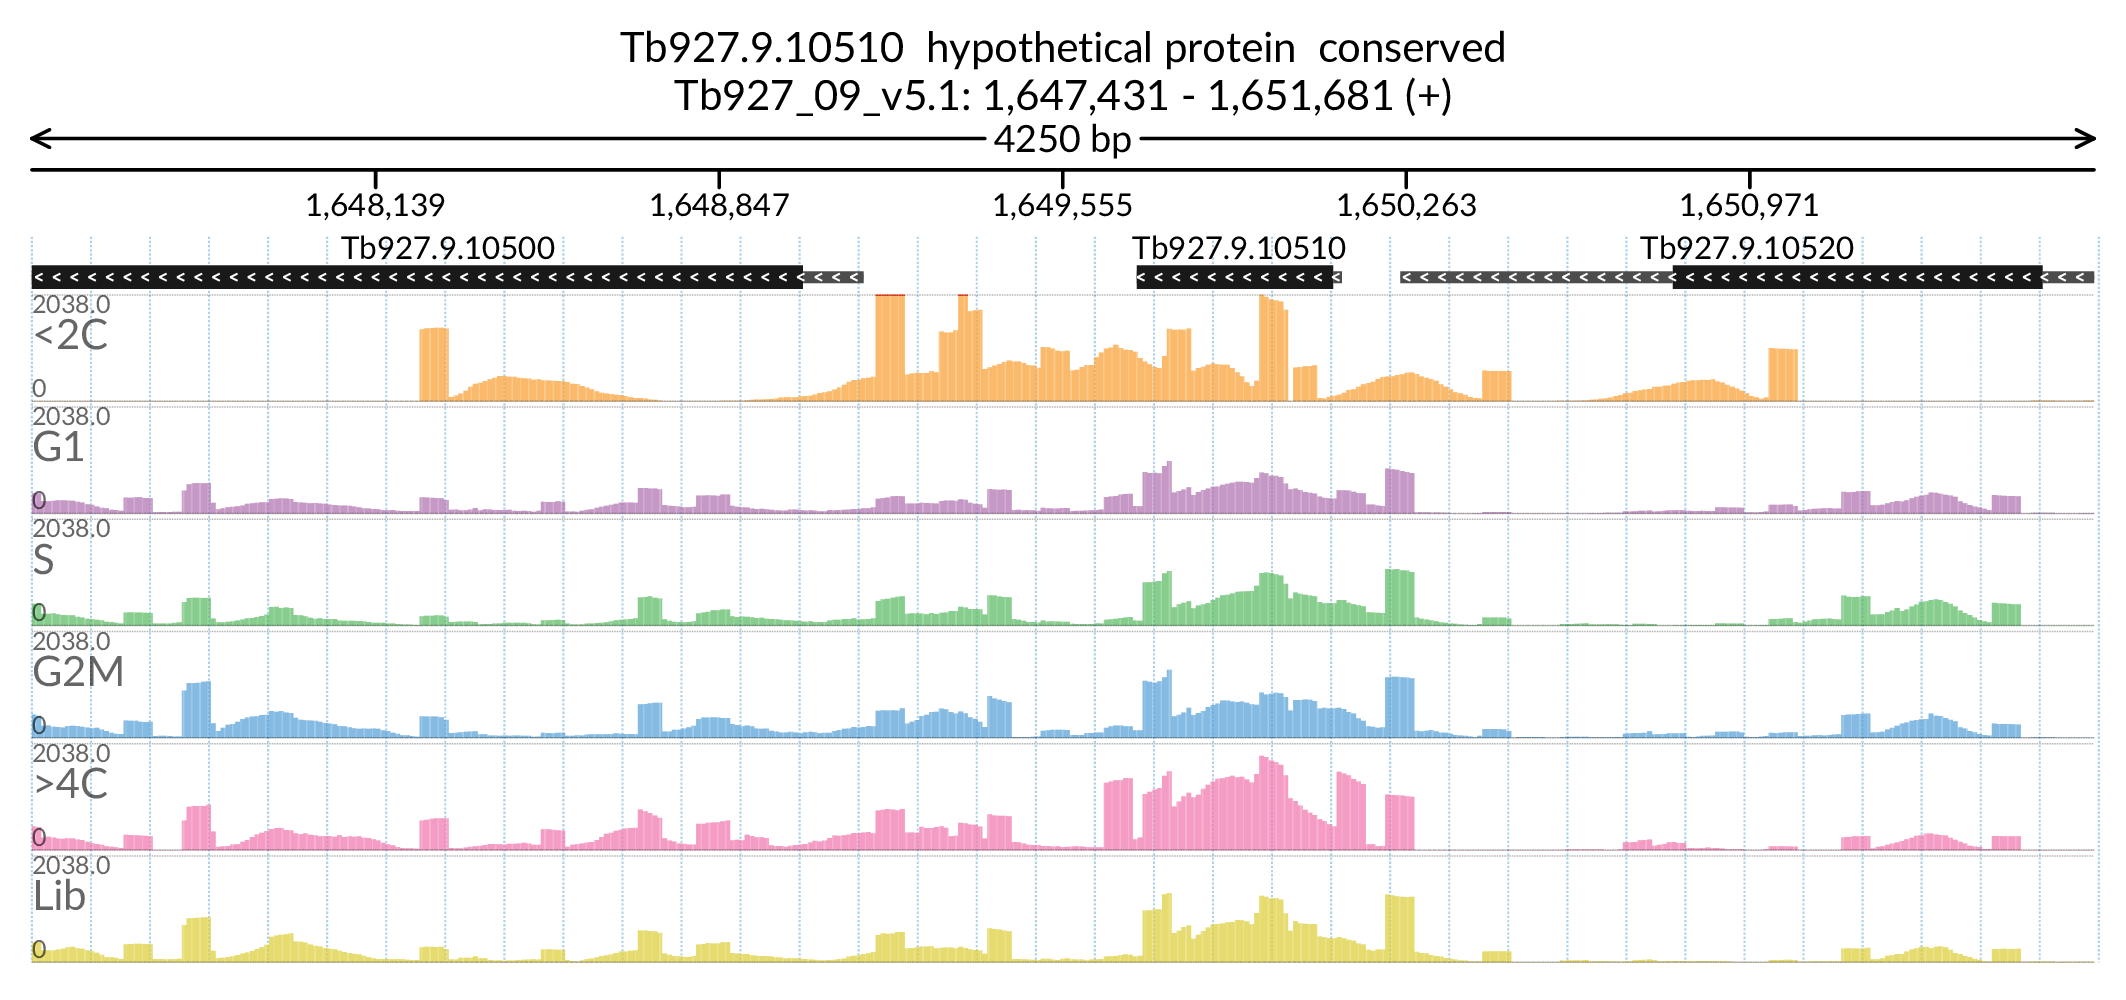 Tb927.9.10510  hypothetical protein  conserved
Tb927_09_v5.1: 1,647,431 - 1,651,681 (+)
4250 bp
1,648,139 1,648,847 1,649,555 1,650,263 1,650,971
Tb927.9.10500 Tb927.9.10510 Tb927.9.10520
2038.0
<2C
0
2038.0
G1
0
2038.0
S
0
2038.0
G2M
0
2038.0
>4C
0
2038.0
Lib
0